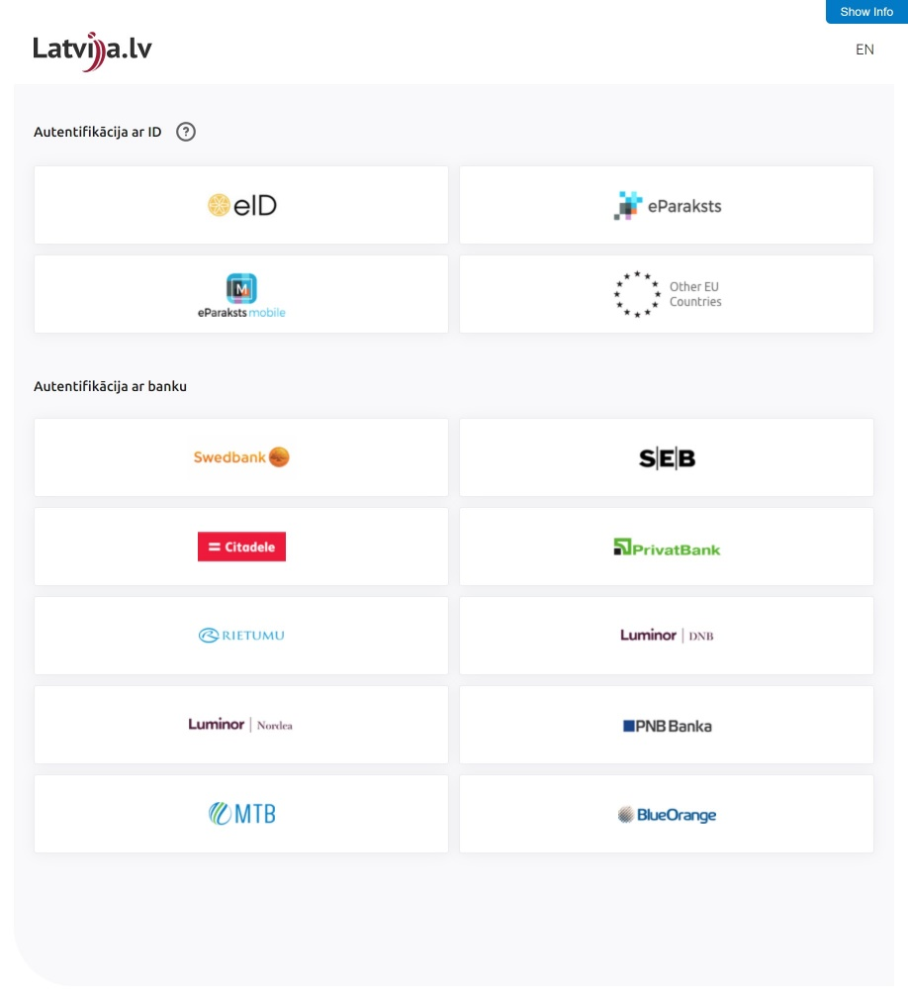 Show Info
Latvija.lv
EN
Autentifikācija ar ID ?
eID
eParaksts
M
eParaksts mobile
Other EU
Countries
Autentifikācija ar banku
Swedbank
S|E|B
Citadele
PrivatBank
RIETUMU
Luminor | DNB
Luminor | Nordea
PNB Banka
MTB
BlueOrange